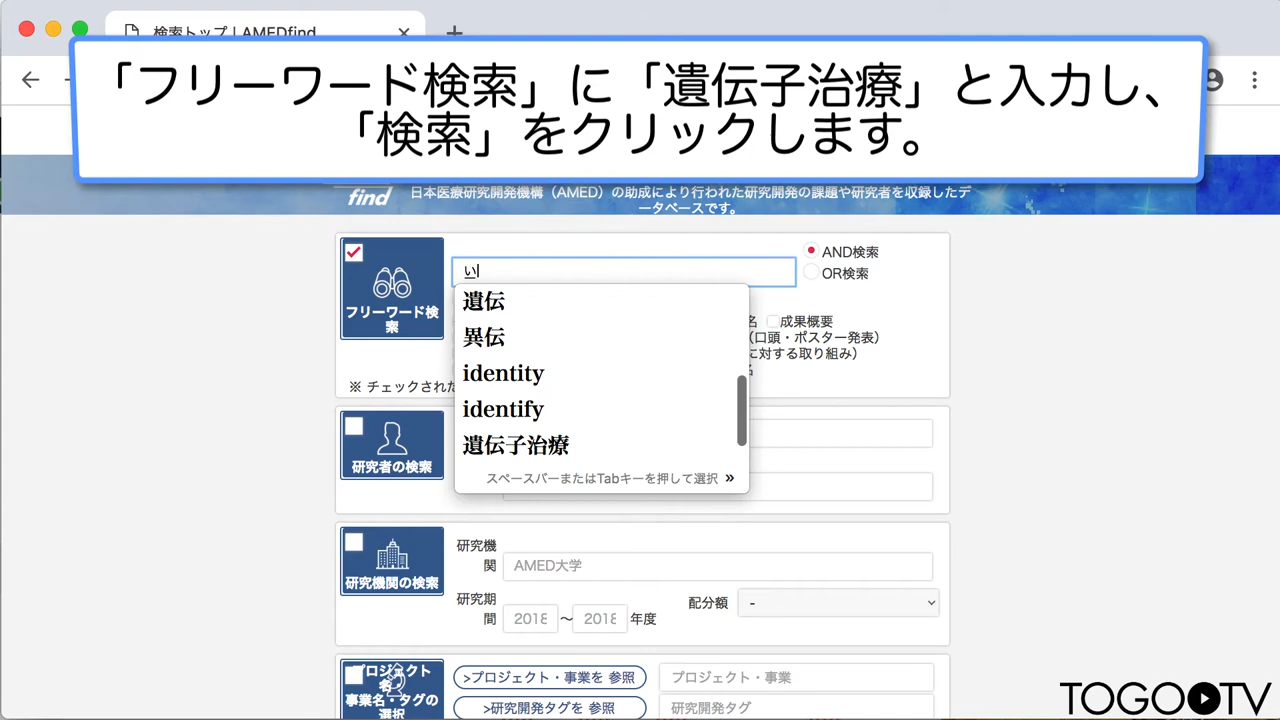 検索トップ | AMEDfind
「フリーワード検索」に「遺伝子治療」と入力し、
「検索」をクリックします。
find
日本医療研究開発機構（AMED）の助成により行われた研究開発の課題や研究者を収録したデ
ータベースです。
フリーワード検
索
い
AND検索
OR検索
遺伝
異伝
identity
identify
遺伝子治療
スペースバーまたはTabキーを押して選択 »
名 成果概要
（口頭・ポスター発表）
に対する取り組み）
名
※ チェックされた
研究者の検索
研究機関の検索
研究機
関
AMED大学
研究期
間
2018
～
2018
年度
配分額
-
プロジェクト
名
事業名・タグの
選択
>プロジェクト・事業を 参照
プロジェクト・事業
>研究開発タグを 参照
研究開発タグ
TOGO TV